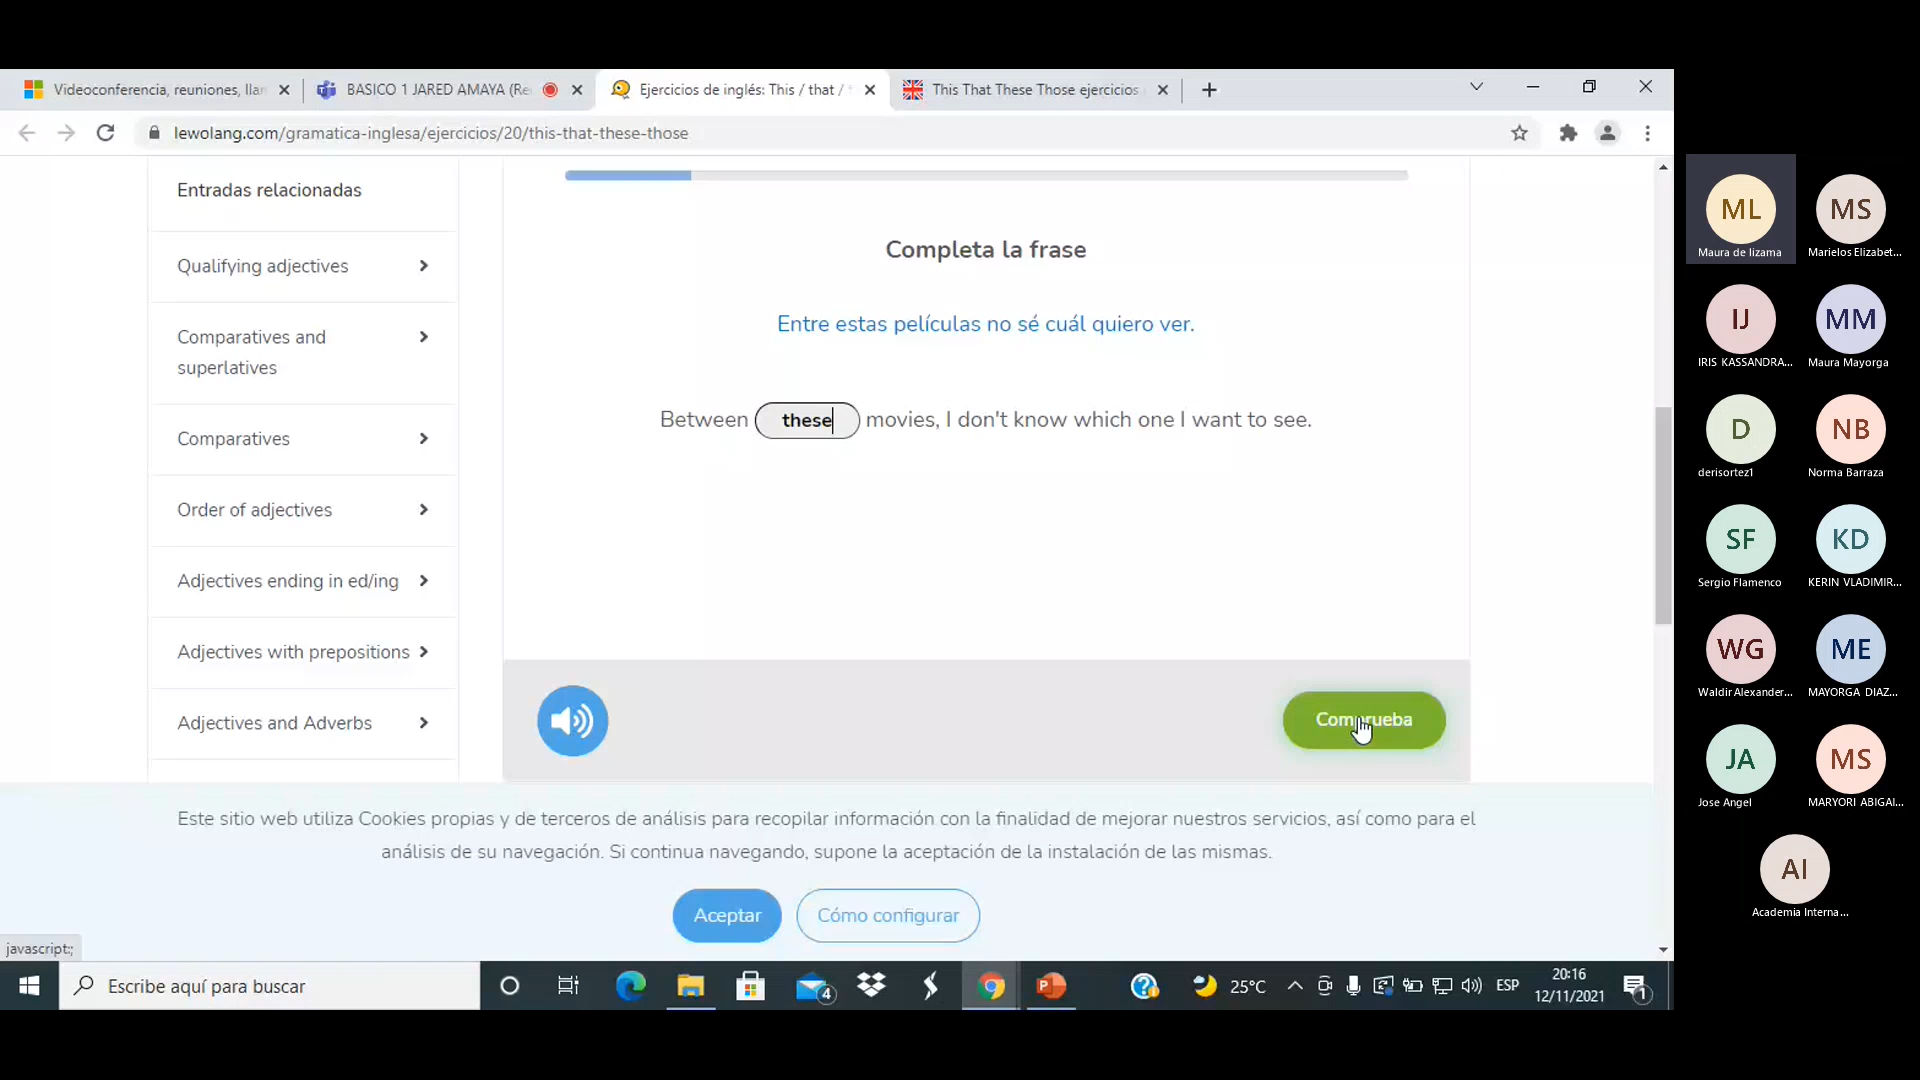 Videoconferencia, reuniones, llar
BASICO 1 JARED AMAYA (Re
Ejercicios de inglés: This / that /
This That These Those ejercicios
lewolang.com/gramatica-inglesa/ejercicios/20/this-that-these-those
Entradas relacionadas
Qualifying adjectives
Comparatives and
superlatives
Comparatives
Order of adjectives
Adjectives ending in ed/ing
Adjectives with prepositions
Adjectives and Adverbs
Completa la frase
Entre estas películas no sé cuál quiero ver.
Between these movies, I don't know which one I want to see.
Comprueba
Este sitio web utiliza Cookies propias y de terceros de análisis para recopilar información con la finalidad de mejorar nuestros servicios, así como para el
análisis de su navegación. Si continua navegando, supone la aceptación de la instalación de las mismas.
Aceptar
Cómo configurar
javascript:;
Escribe aquí para buscar
4
25°C
ESP
20:16
12/11/2021
1
ML
Maura de lizama
MS
Marielos Elizabet...
IJ
IRIS KASSANDRA...
MM
Maura Mayorga
D
derisortez1
NB
Norma Barraza
SF
Sergio Flamenco
KD
KERIN VLADIMIR...
WG
Waldir Alexander...
ME
MAYORGA DIAZ...
JA
Jose Angel
MS
MARYORI ABIGAI...
AI
Academia Interna...